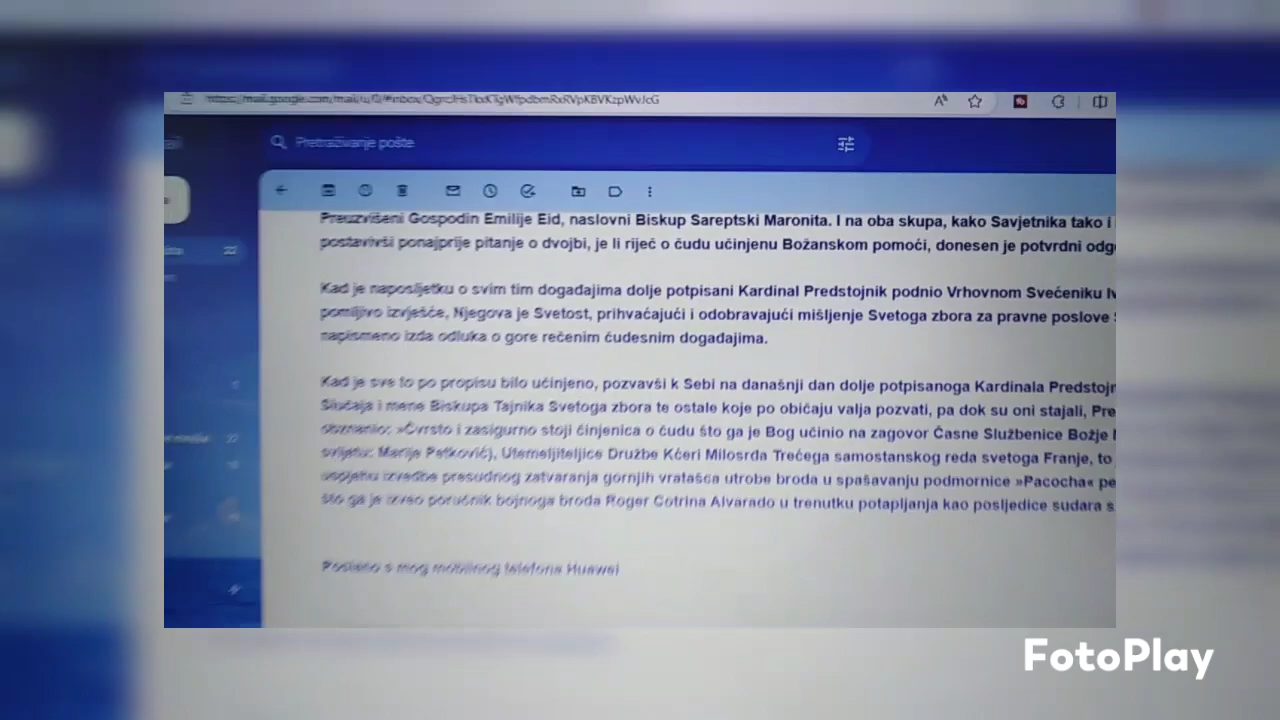 Pretraživanje pošte
Preuzvišeni Gospodin Emilije Eid, naslovni Biskup Sareptski Maronita. I na oba skupa, kako Savjetnika tako i
postavivši ponajprije pitanje o dvojbi, je li riječ o čudu učinjenu Božanskom pomoći, donesen je potvrdni odg
Kad je naposljetku o svim tim događajima dolje potpisani Kardinal Predstojnik podnio Vrhovnom Svećeniku Iv
pomnjivo izvješće, Njegova je Svetost, prihvaćajući i odobravajući mišljenje Svetoga zbora za pravne poslove
napismeno izda odluka o gore rečenim čudesnim događajima.
Kad je sve to po propisu bilo učinjeno, pozvavši k Sebi na današnji dan dolje potpisanoga Kardinala Predstojn
Slučaja i mene Biskupa Tajnika Svetoga zbora te ostale koje po običaju valja pozvati, pa dok su oni stajali, Pre
obznanio: »Čvrsto i zasigurno stoji činjenica o čudu što ga je Bog učinio na zagovor Časne Službenice Božje
svijetu: Marije Petković), Utemeljiteljice Družbe Kćeri Milosrđa Trećega samostanskog reda svetoga Franje, to
uspjehu izvedbe presudnog zatvaranja gornjih vratašca utrobe broda u spašavanju podmornice »Pacocha« pe
što ga je izveo poručnik bojnoga broda Roger Cotrina Alvarado u trenutku potapljanja kao posljedice sudara s
Poslano s mog mobilnog telefona Huawei
FotoPlay